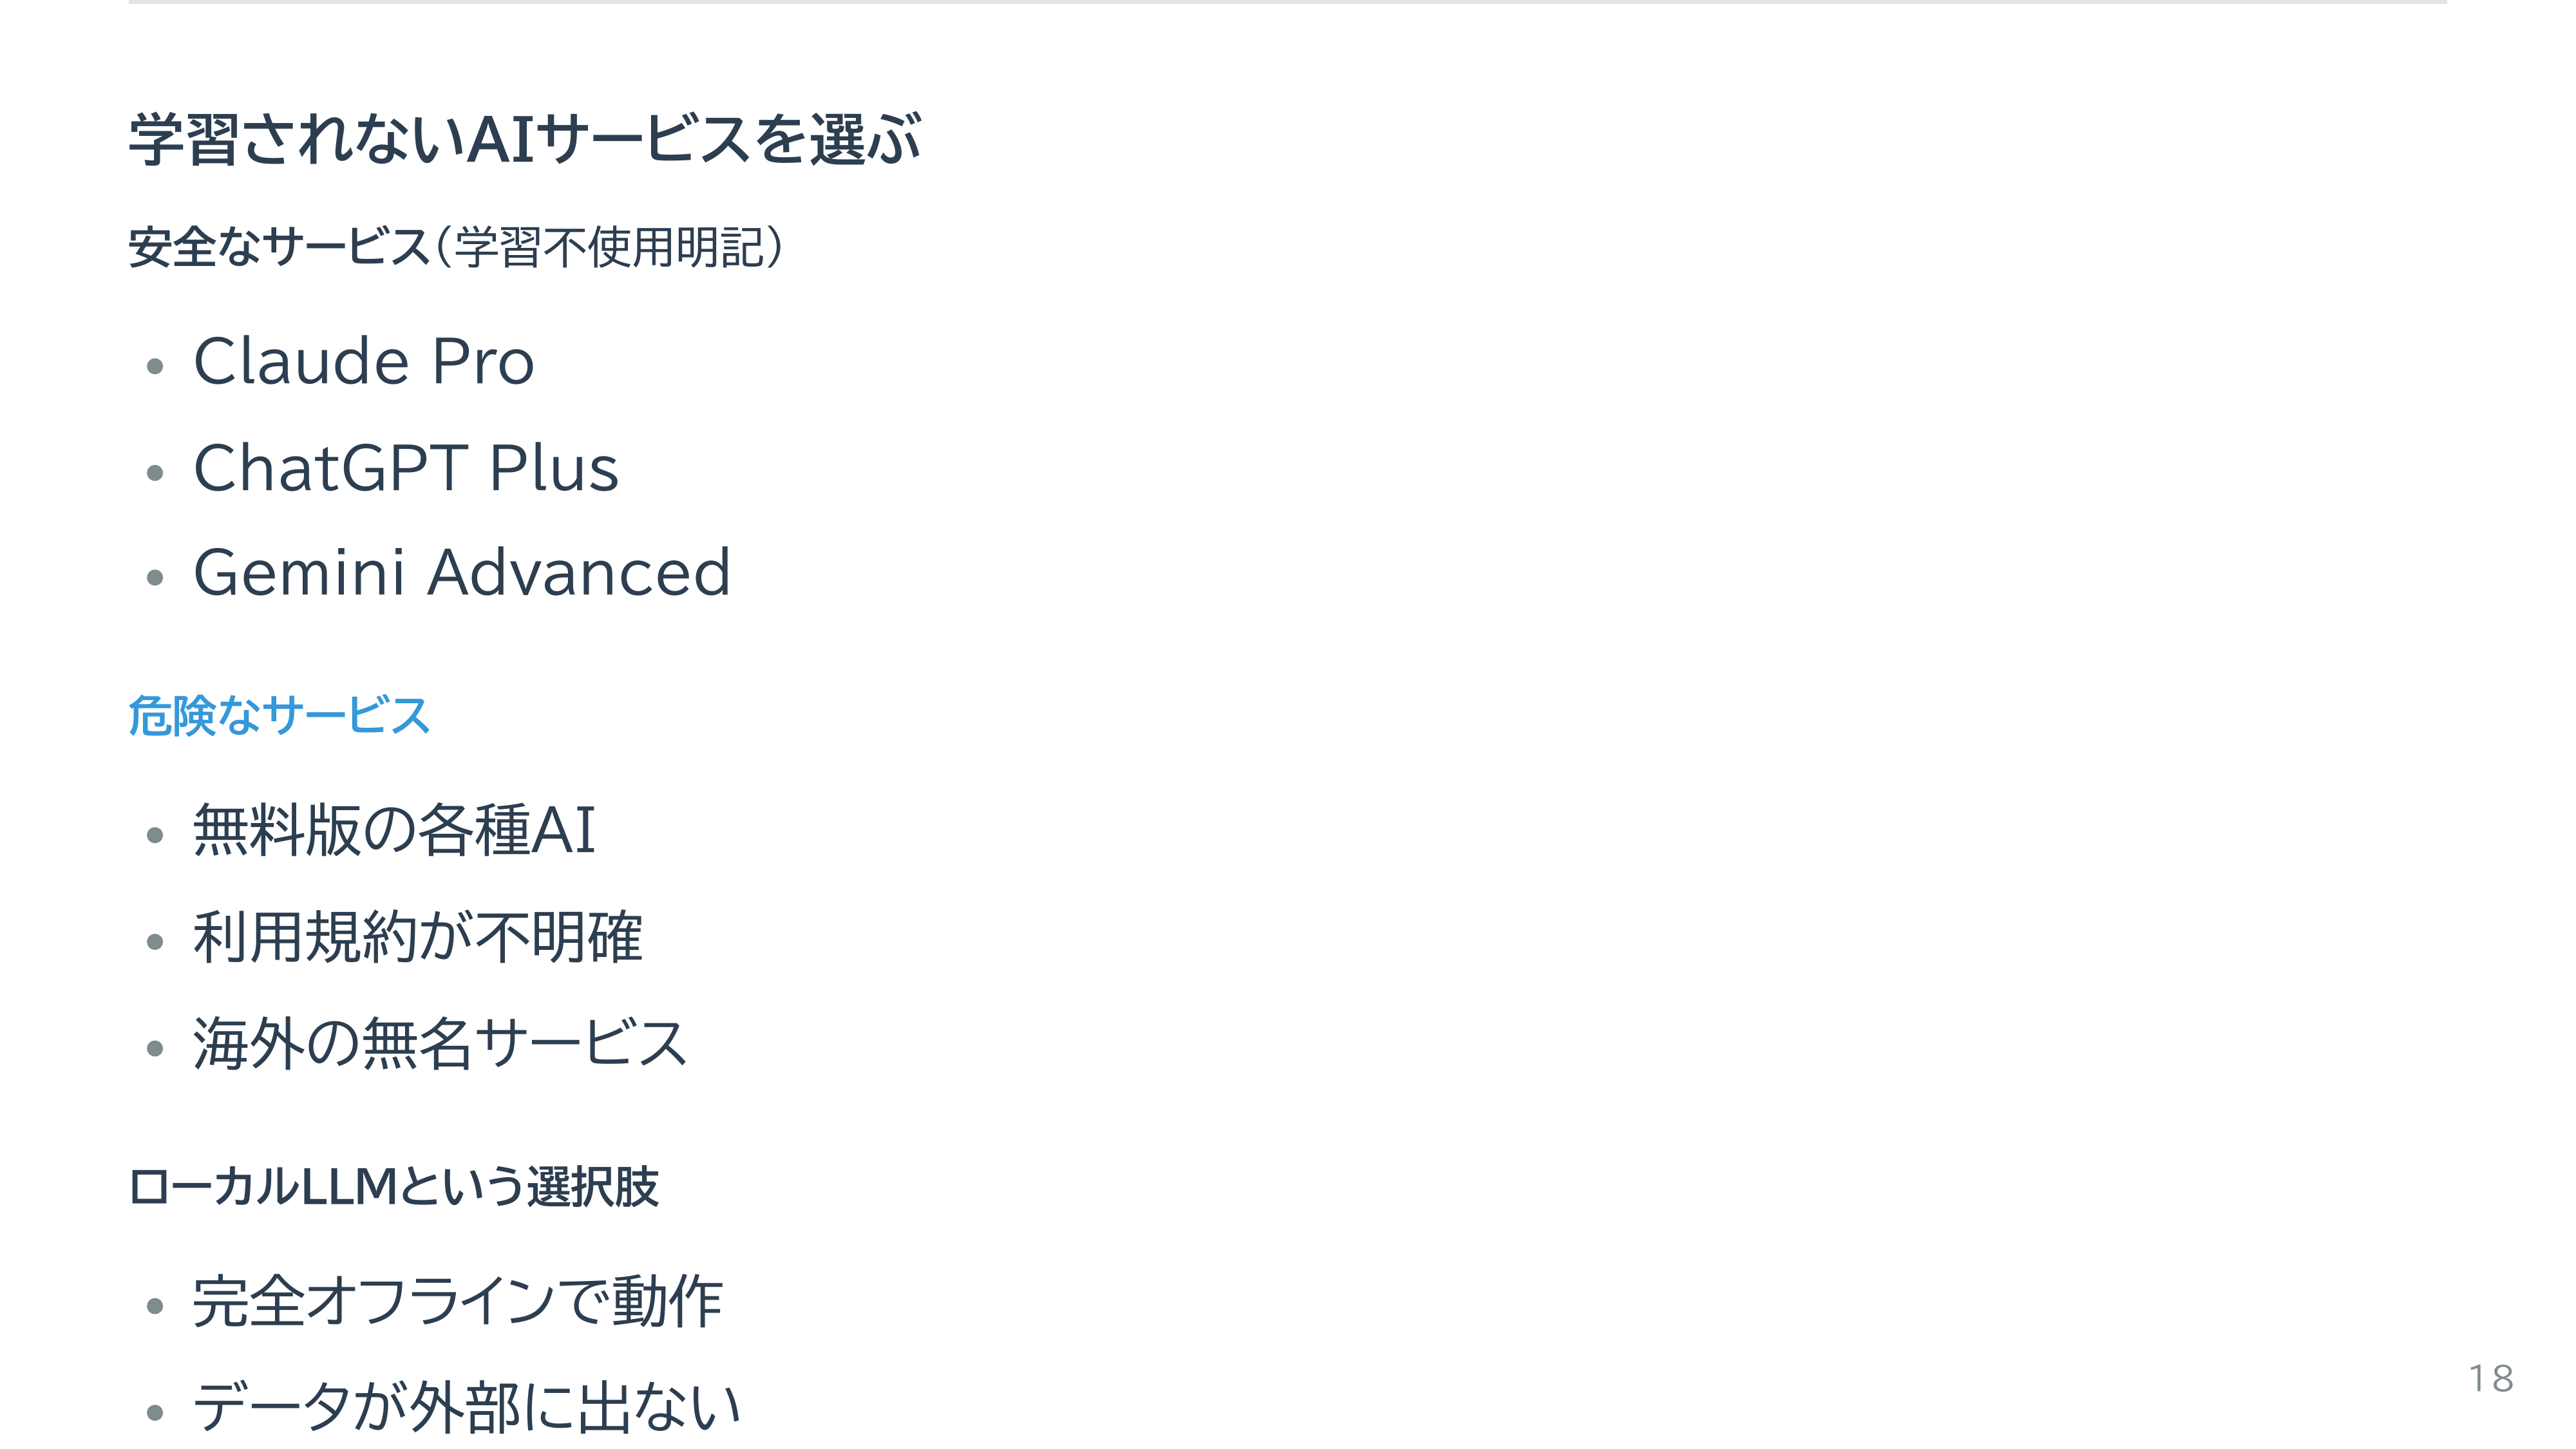 学習されないAIサービスを選ぶ
安全なサービス（学習不使用明記）
• Claude Pro
• ChatGPT Plus
• Gemini Advanced
危険なサービス
• 無料版の各種AI
• 利用規約が不明確
• 海外の無名サービス
ローカルLLMという選択肢
• 完全オフラインで動作
• データが外部に出ない
18